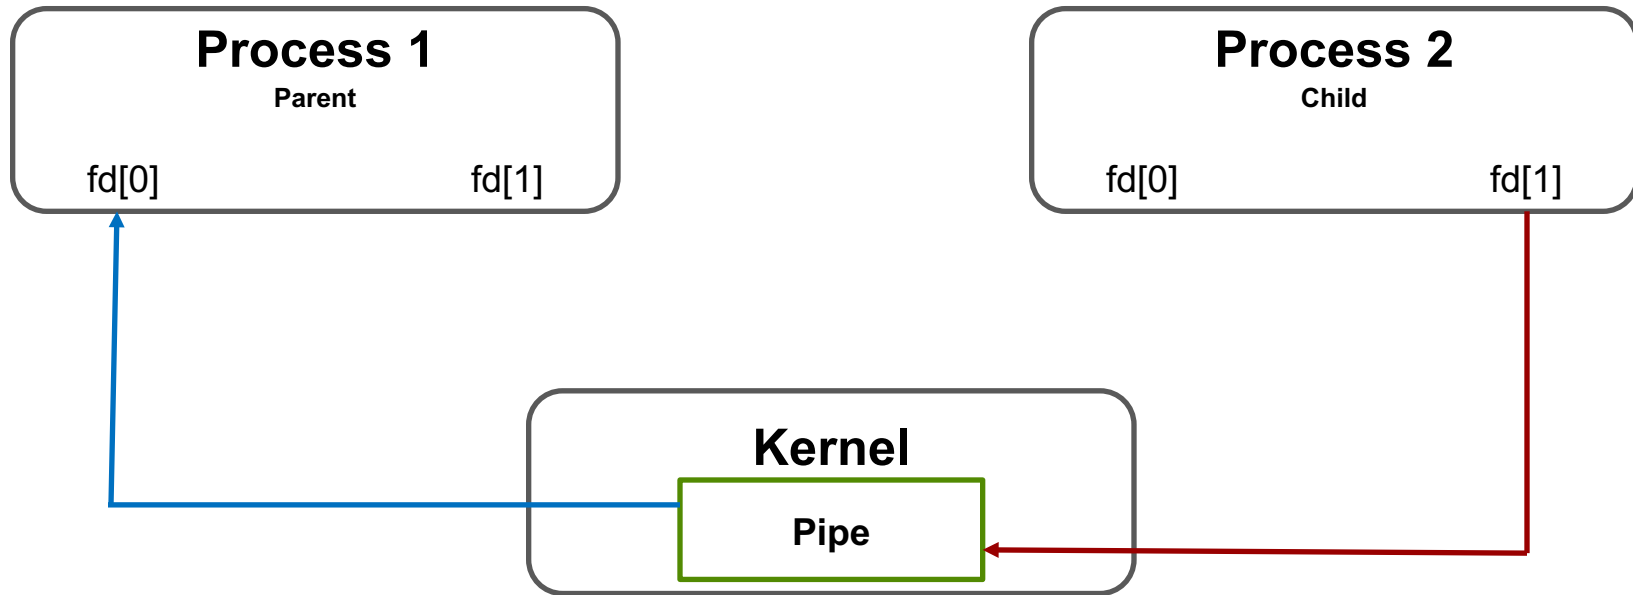 Process 1
Parent
fd[0] fd[1]
Process 2
Child
fd[0] fd[1]
Kernel
Pipe